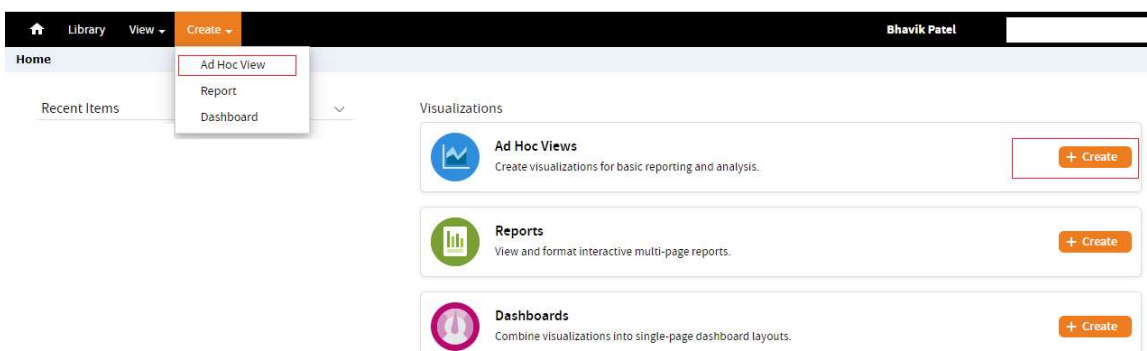 Library View Create Bhavik Patel
Home
Ad Hoc View
Report
Dashboard
Recent Items
Visualizations
Ad Hoc Views
Create visualizations for basic reporting and analysis.
+ Create
Reports
View and format interactive multi-page reports.
+ Create
Dashboards
Combine visualizations into single-page dashboard layouts.
+ Create